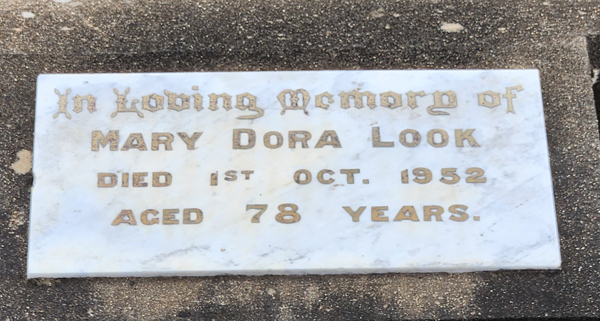 In Loving Memory of
MARY DORA LOOK
DIED 1ST OCT. 1952
AGED 78 YEARS.